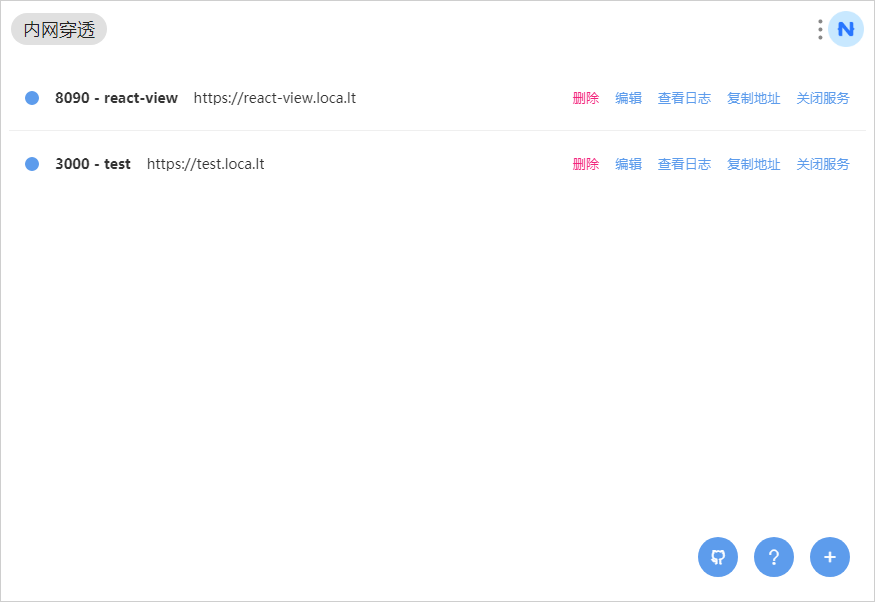 内网穿透
N
8090 - react-view https://react-view.loca.lt 删除 编辑 查看日志 复制地址 关闭服务
3000 - test https://test.loca.lt 删除 编辑 查看日志 复制地址 关闭服务
? +